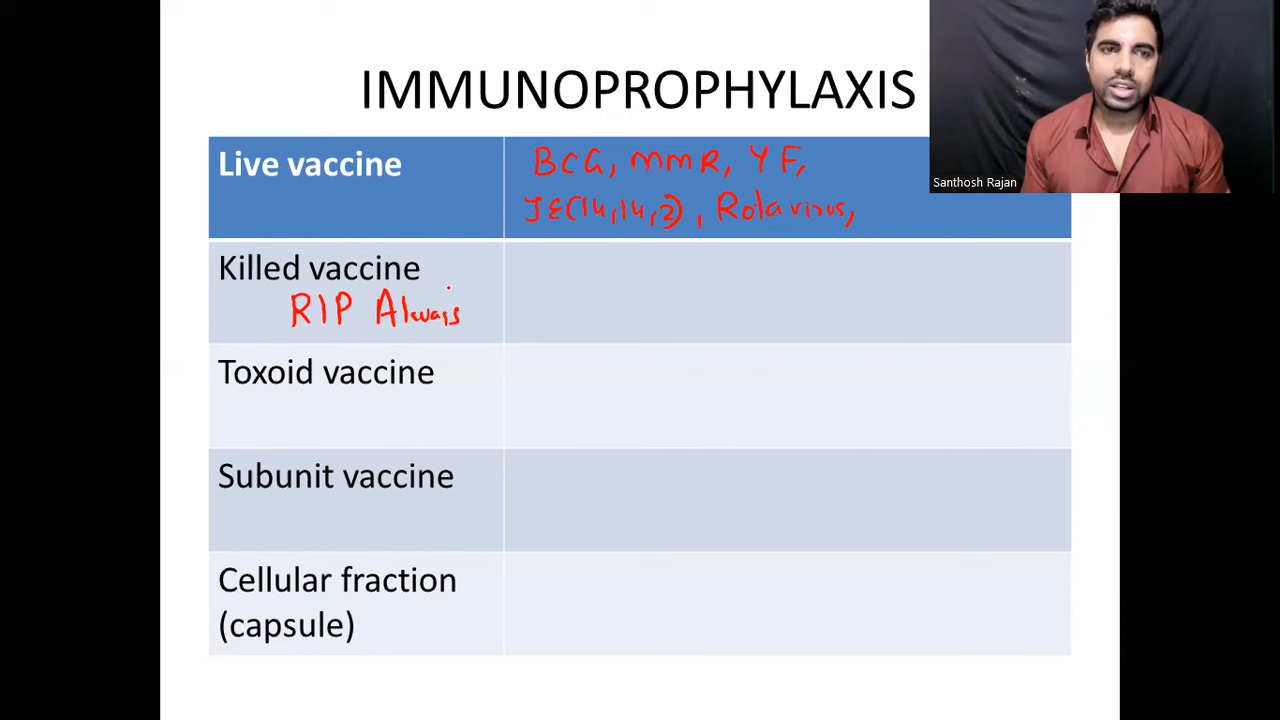 IMMUNOPROPHYLAXIS
Live vaccine
BCG, MMR, YF,
JE(14,14,2), Rotavirus,
Santhosh Rajan
Killed vaccine
RIP Always
Toxoid vaccine
Subunit vaccine
Cellular fraction
(capsule)